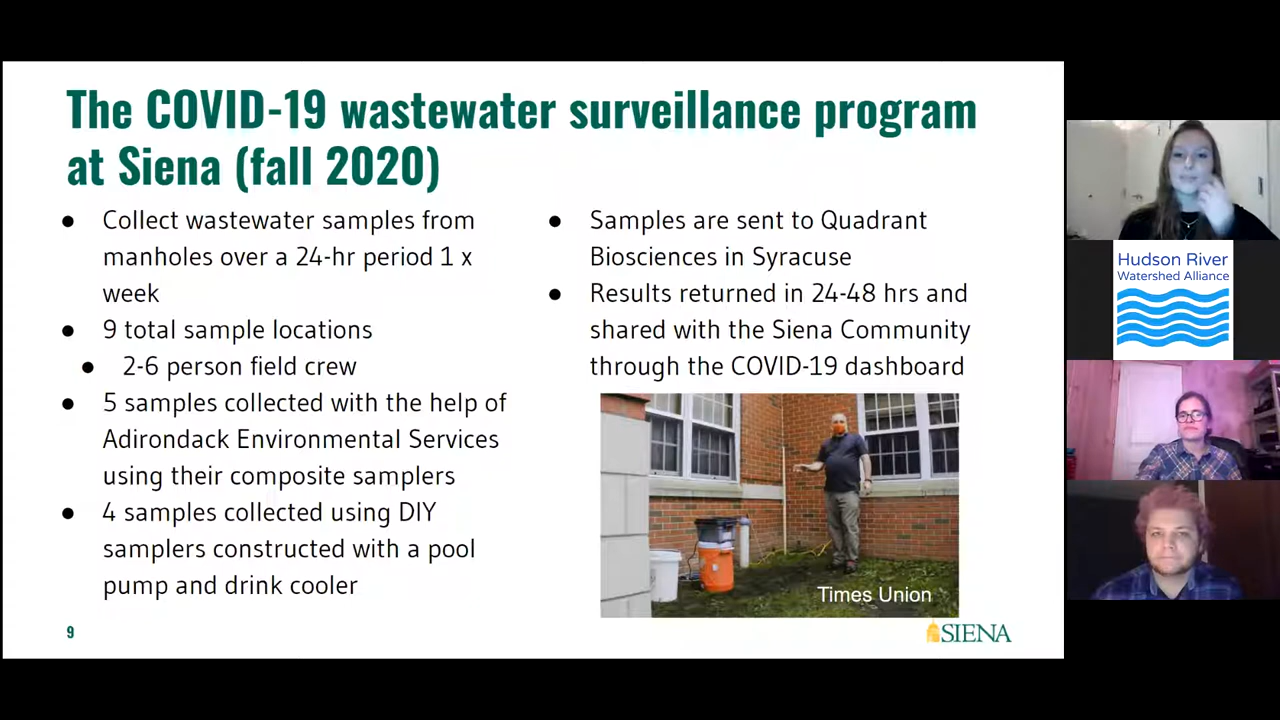 The COVID-19 wastewater surveillance program
at Siena (fall 2020)
● Collect wastewater samples from
manholes over a 24-hr period 1 x
week
● 9 total sample locations
● 2-6 person field crew
● 5 samples collected with the help of
Adirondack Environmental Services
using their composite samplers
● 4 samples collected using DIY
samplers constructed with a pool
pump and drink cooler
● Samples are sent to Quadrant
Biosciences in Syracuse
● Results returned in 24-48 hrs and
shared with the Siena Community
through the COVID-19 dashboard
Times Union
9
SIENA
Hudson River
Watershed Alliance